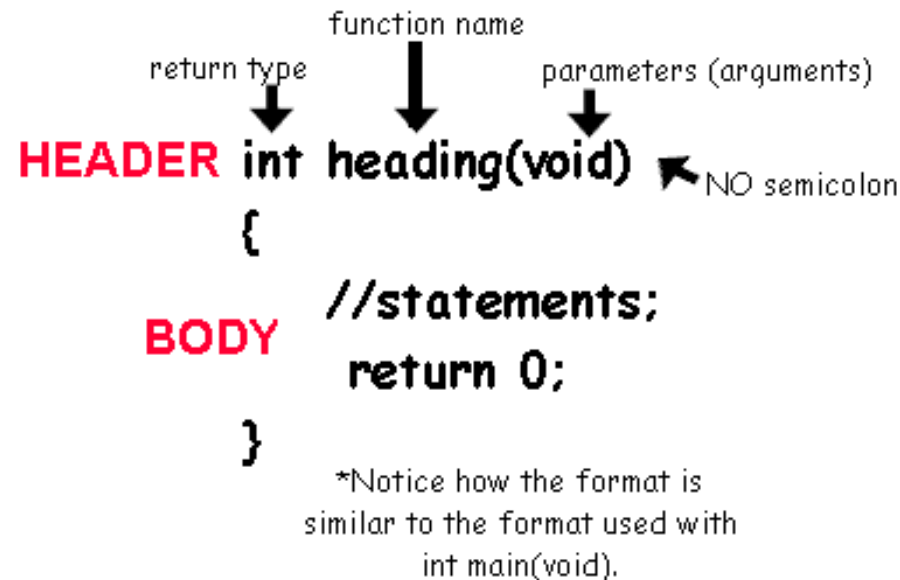 function name
return type
parameters (arguments)
HEADER int heading(void)
NO semicolon
{
//statements;
BODY
return 0;
}
*Notice how the format is
similar to the format used with
int main(void).